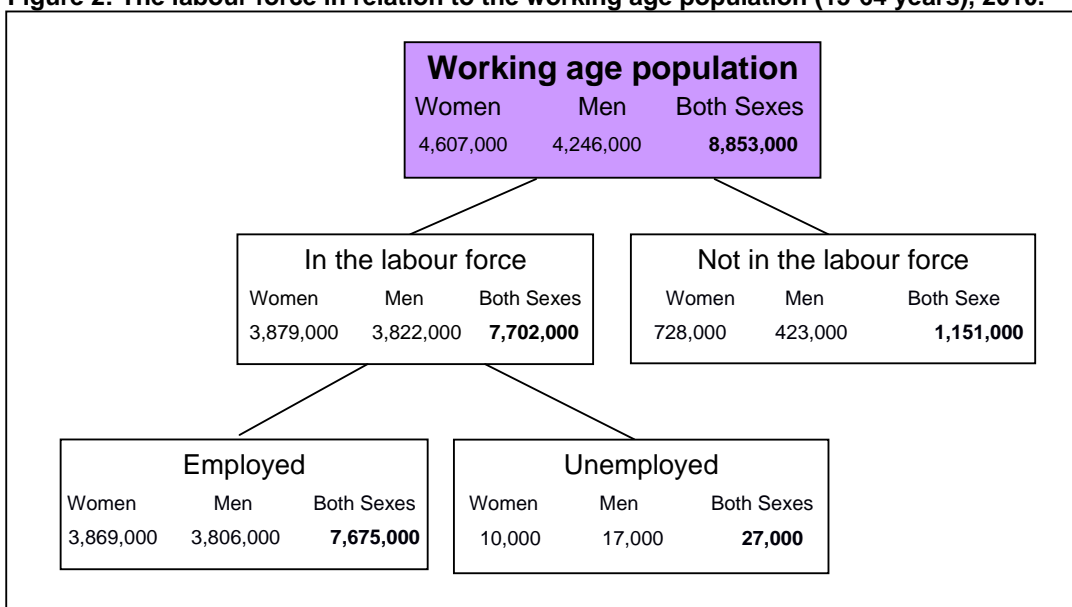 Figure 2: The labour force in relation to the working age population (15-64 years), 2010.
Working age population
Women Men Both Sexes
4,607,000 4,246,000 8,853,000
In the labour force
Women Men Both Sexes
3,879,000 3,822,000 7,702,000
Not in the labour force
Women Men Both Sexe
728,000 423,000 1,151,000
Employed
Women Men Both Sexes
3,869,000 3,806,000 7,675,000
Unemployed
Women Men Both Sexes
10,000 17,000 27,000